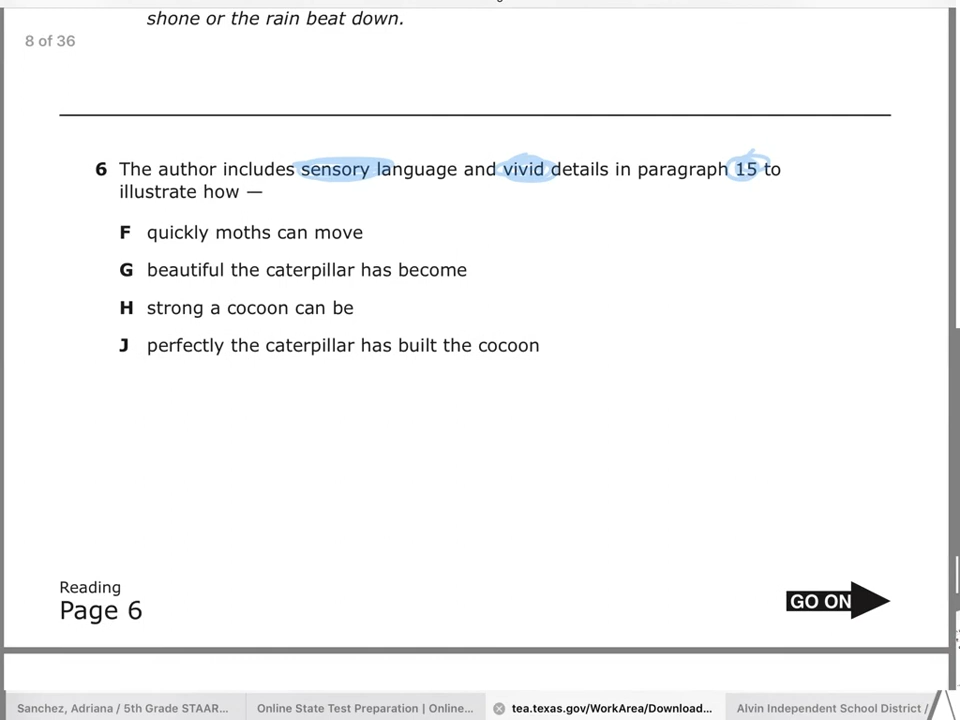 shone or the rain beat down.
8 of 36
6 The author includes sensory language and vivid details in paragraph 15 to
illustrate how —
F quickly moths can move
G beautiful the caterpillar has become
H strong a cocoon can be
J perfectly the caterpillar has built the cocoon
Reading
Page 6
GO ON
Sanchez, Adriana / 5th Grade STAAR...
Online State Test Preparation | Online...
tea.texas.gov/WorkArea/Download...
Alvin Independent School District /